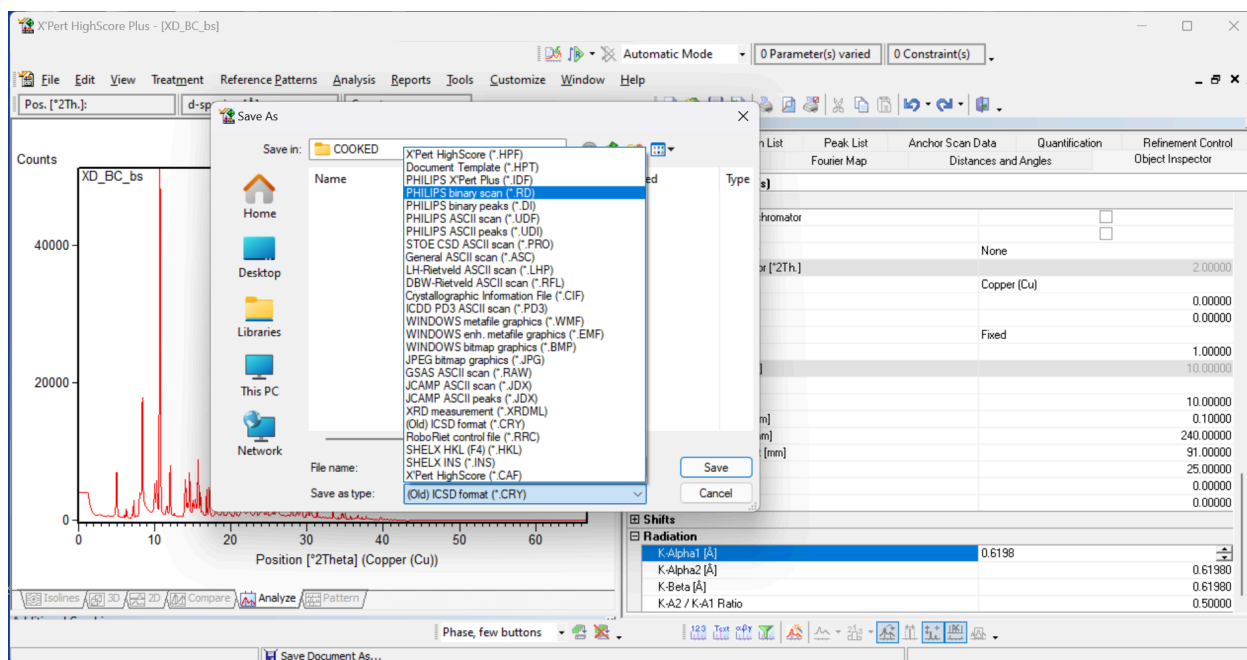 X'Pert HighScore Plus - [XD_BC_bs]
Automatic Mode
0 Parameter(s) varied
0 Constraint(s)
File Edit View Treatment Reference Patterns Analysis Reports Tools Customize Window Help
Pos. [°2Th.]:
Save As
Save in:
COOKED
Name
Type
Home
Desktop
Libraries
This PC
Network
X'Pert HighScore (*.HPF)
Document Template (*.HPT)
PHILIPS X'Pert Plus (*.IDF)
PHILIPS binary scan (*.RD)
PHILIPS binary peaks (*.DI)
PHILIPS ASCII scan (*.UDF)
PHILIPS ASCII peaks (*.UDI)
STOE CSD ASCII scan (*.PRO)
General ASCII scan (*.ASC)
LH-Rietveld ASCII scan (*.LHP)
DBW-Rietveld ASCII scan (*.RFL)
Crystallographic Information File (*.CIF)
ICDD PD3 ASCII scan (*.PD3)
WINDOWS metafile graphics (*.WMF)
WINDOWS enh. metafile graphics (*.EMF)
WINDOWS bitmap graphics (*.BMP)
JPEG bitmap graphics (*.JPG)
GSAS ASCII scan (*.RAW)
JCAMP ASCII scan (*.JDX)
JCAMP ASCII peaks (*.JDX)
XRD measurement (*.XRDML)
(Old) ICSD format (*.CRY)
RoboRiet control file (*.RRC)
SHELX HKL (F4) (*.HKL)
SHELX INS (*.INS)
X'Pert HighScore (*.CAF)
File name:
Save
Save as type:
(Old) ICSD format (*.CRY)
Cancel
Counts
XD_BC_bs
40000
20000
0
0 10 20 30 40 50 60
Position [°2Theta] (Copper (Cu))
Isolines 3D 2D Compare Analyze Pattern
List Peak List Anchor Scan Data Quantification Refinement Control
Fourier Map Distances and Angles Object Inspector
None
[°2Th.] 2.00000
Copper (Cu)
0.00000
0.00000
Fixed
1.00000
10.00000
10.00000
0.10000
240.00000
[mm] 91.00000
25.00000
0.00000
0.00000
Shifts
Radiation
K-Alpha1 [Å] 0.6198
K-Alpha2 [Å] 0.61980
K-Beta [Å] 0.61980
K-A2 / K-A1 Ratio 0.50000
Phase, few buttons
Save Document As...